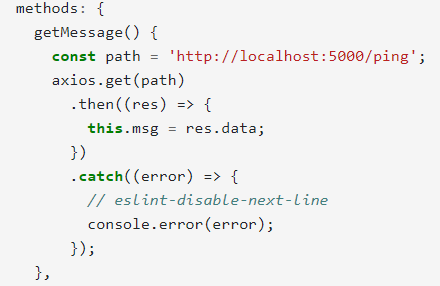 methods: {
  getMessage() {
    const path = 'http://localhost:5000/ping';
    axios.get(path)
      .then((res) => {
        this.msg = res.data;
      })
      .catch((error) => {
        // eslint-disable-next-line
        console.error(error);
      });
  },